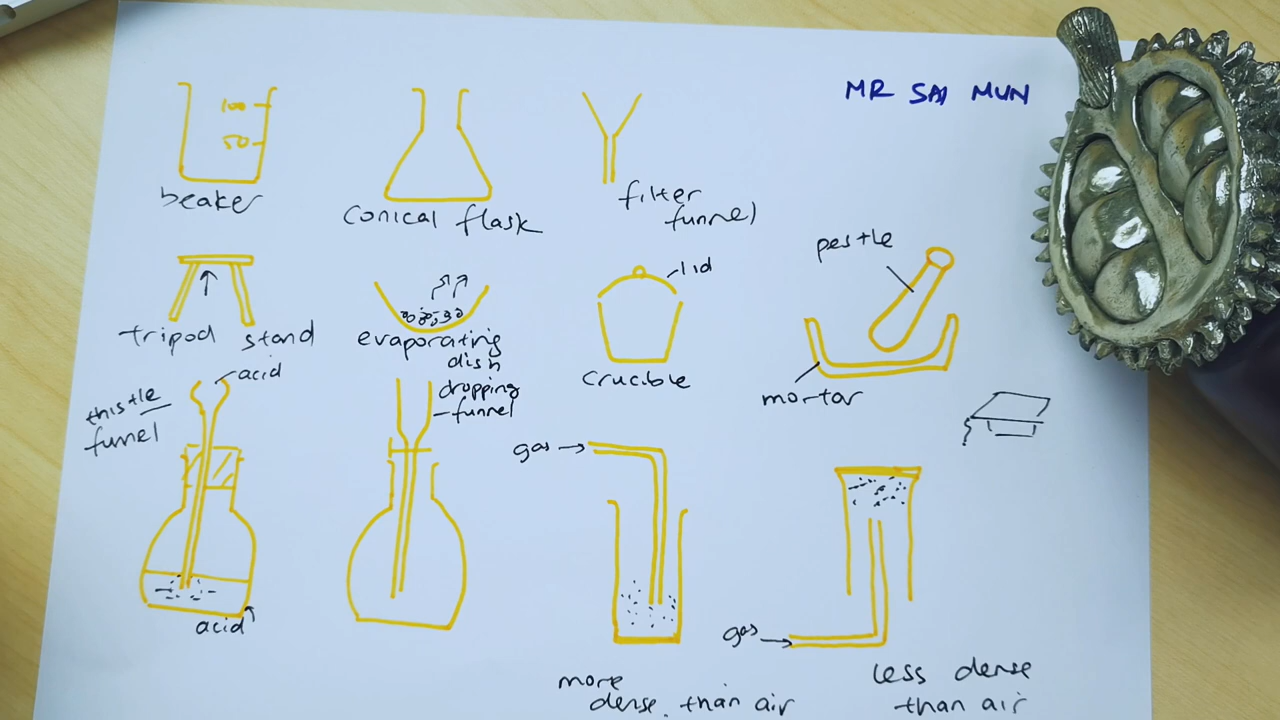 MR SAI MUN
100
50
beaker
conical flask
filter
funnel
tripod stand
evaporating
dish
lid
crucible
pestle
mortar
thistle
funnel
acid
acid
dropping
funnel
gas
more
dense than air
gas
less dense
than air